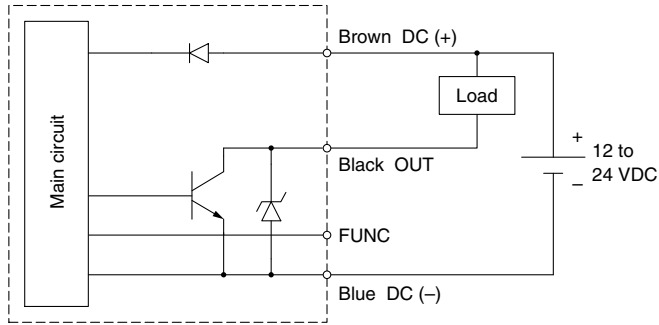 Brown DC (+)
Load
Main circuit
+
12 to
24 VDC
–
Black OUT
FUNC
Blue DC (–)